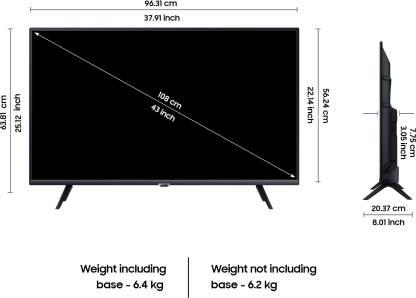 96.31 cm
37.91 inch
63.81 cm
25.12 inch
108 cm
43 inch
22.14 inch
56.24 cm
7.75 cm
3.05 inch
20.37 cm
8.01 inch
Weight including
base - 6.4 kg
Weight not including
base - 6.2 kg